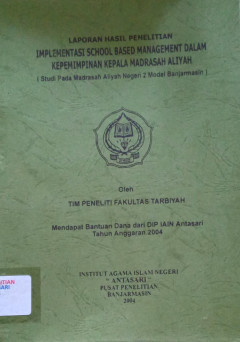 LAPORAN HASIL PENELITIAN
IMPLEMENTASI SCHOOL BASED MANAGEMENT DALAM
KEPEMIMPINAN KEPALA MADRASAH ALIYAH
( Studi Pada Madrasah Aliyah Negeri 2 Model Banjarmasin )
Oleh
TIM PENELITI FAKULTAS TARBIYAH
Mendapat Bantuan Dana dari DIP IAIN Antasari
Tahun Anggaran 2004
INSTITUT AGAMA ISLAM NEGERI
" ANTASARI "
PUSAT PENELITIAN
BANJARMASIN
2004